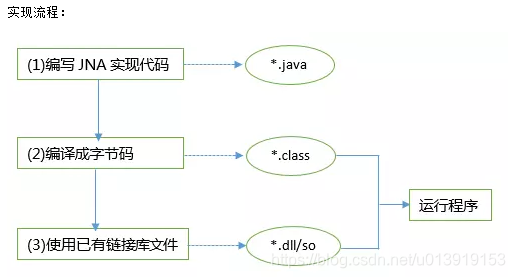 实现流程：
(1)编写 JNA 实现代码
*.java
(2)编译成字节码
*.class
运行程序
(3)使用已有链接库文件
*.dll/so
https://blog.csdn.net/u013919153